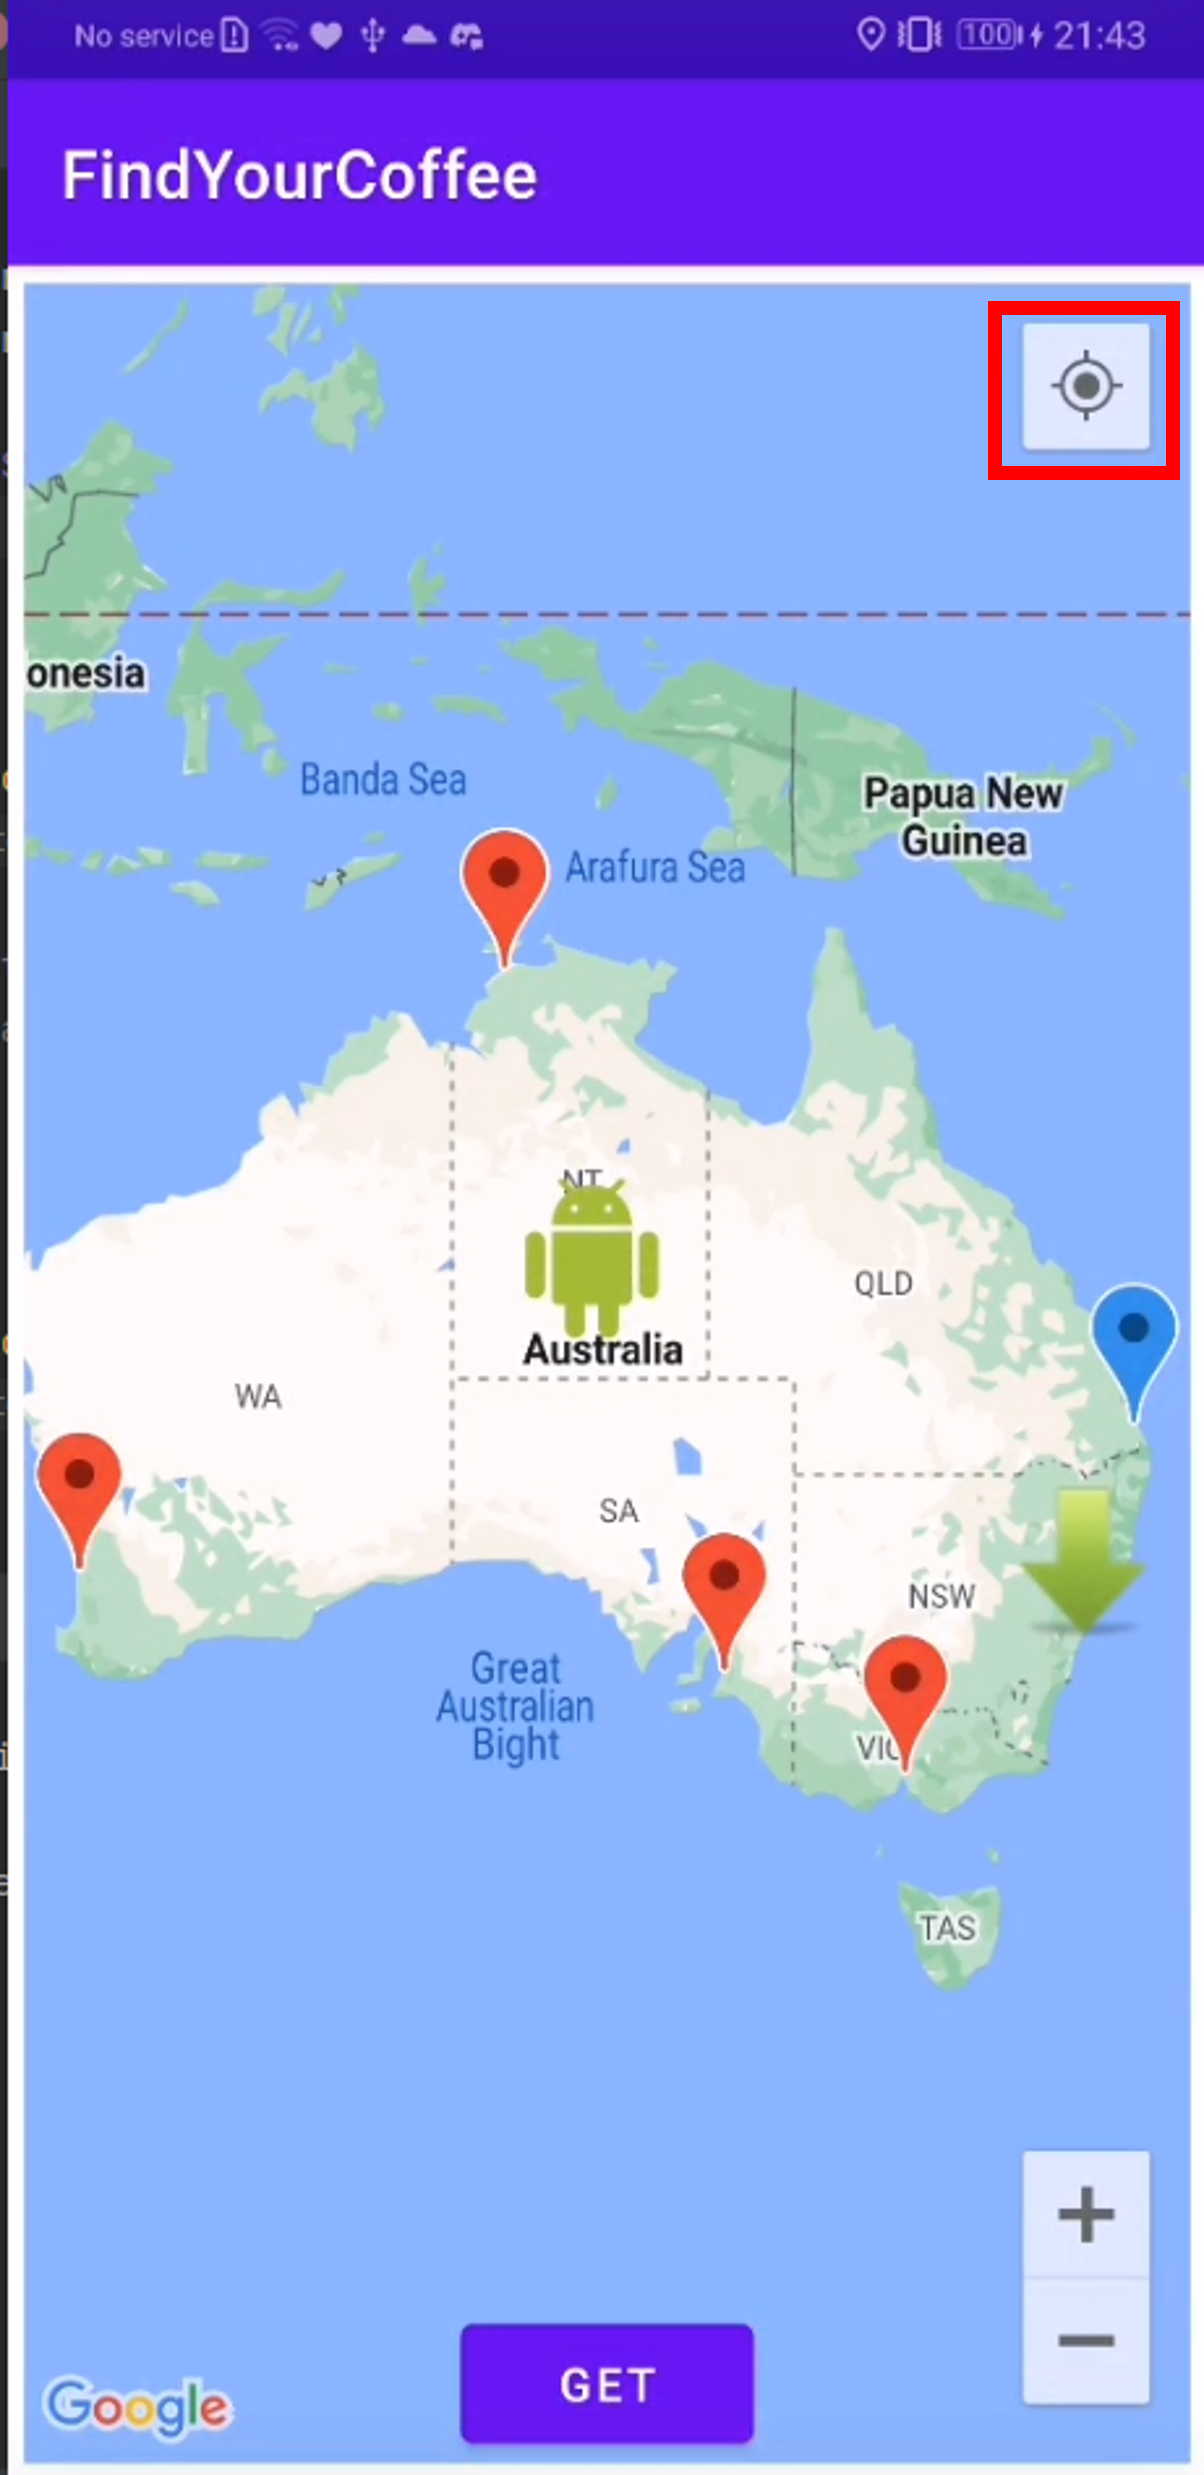 No service 100 21:43
FindYourCoffee
onesia
Banda Sea
Papua New
Guinea
Arafura Sea
NT
QLD
Australia
WA
SA
NSW
Great
Australian
Bight
VIC
TAS
+
−
GET
Google